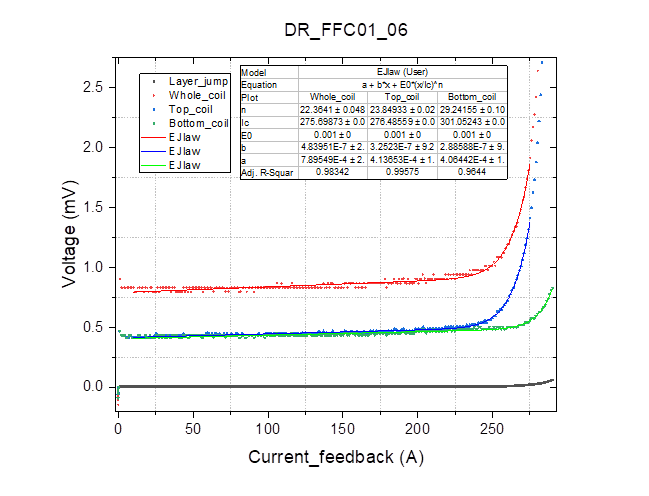 DR_FFC01_06
Layer_jump
Whole_coil
Top_coil
Bottom_coil
EJlaw
EJlaw
EJlaw
Model EJlaw (User)
Equation a + b*x + E0*(x/Ic)^n
Plot Whole_coil Top_coil Bottom_coil
n 22.3641 ± 0.048 23.84933 ± 0.02 29.24155 ± 0.10
Ic 275.69873 ± 0.0 276.48559 ± 0.0 301.05243 ± 0.0
E0 0.001 ± 0 0.001 ± 0 0.001 ± 0
b 4.83951E-7 ± 2. 3.2523E-7 ± 9.2 2.88588E-7 ± 9.
a 7.89549E-4 ± 2. 4.13653E-4 ± 1. 4.06442E-4 ± 1.
Adj. R-Squar 0.98342 0.99575 0.9644
2.5
2.0
1.5
1.0
0.5
0.0
Voltage (mV)
0 50 100 150 200 250
Current_feedback (A)